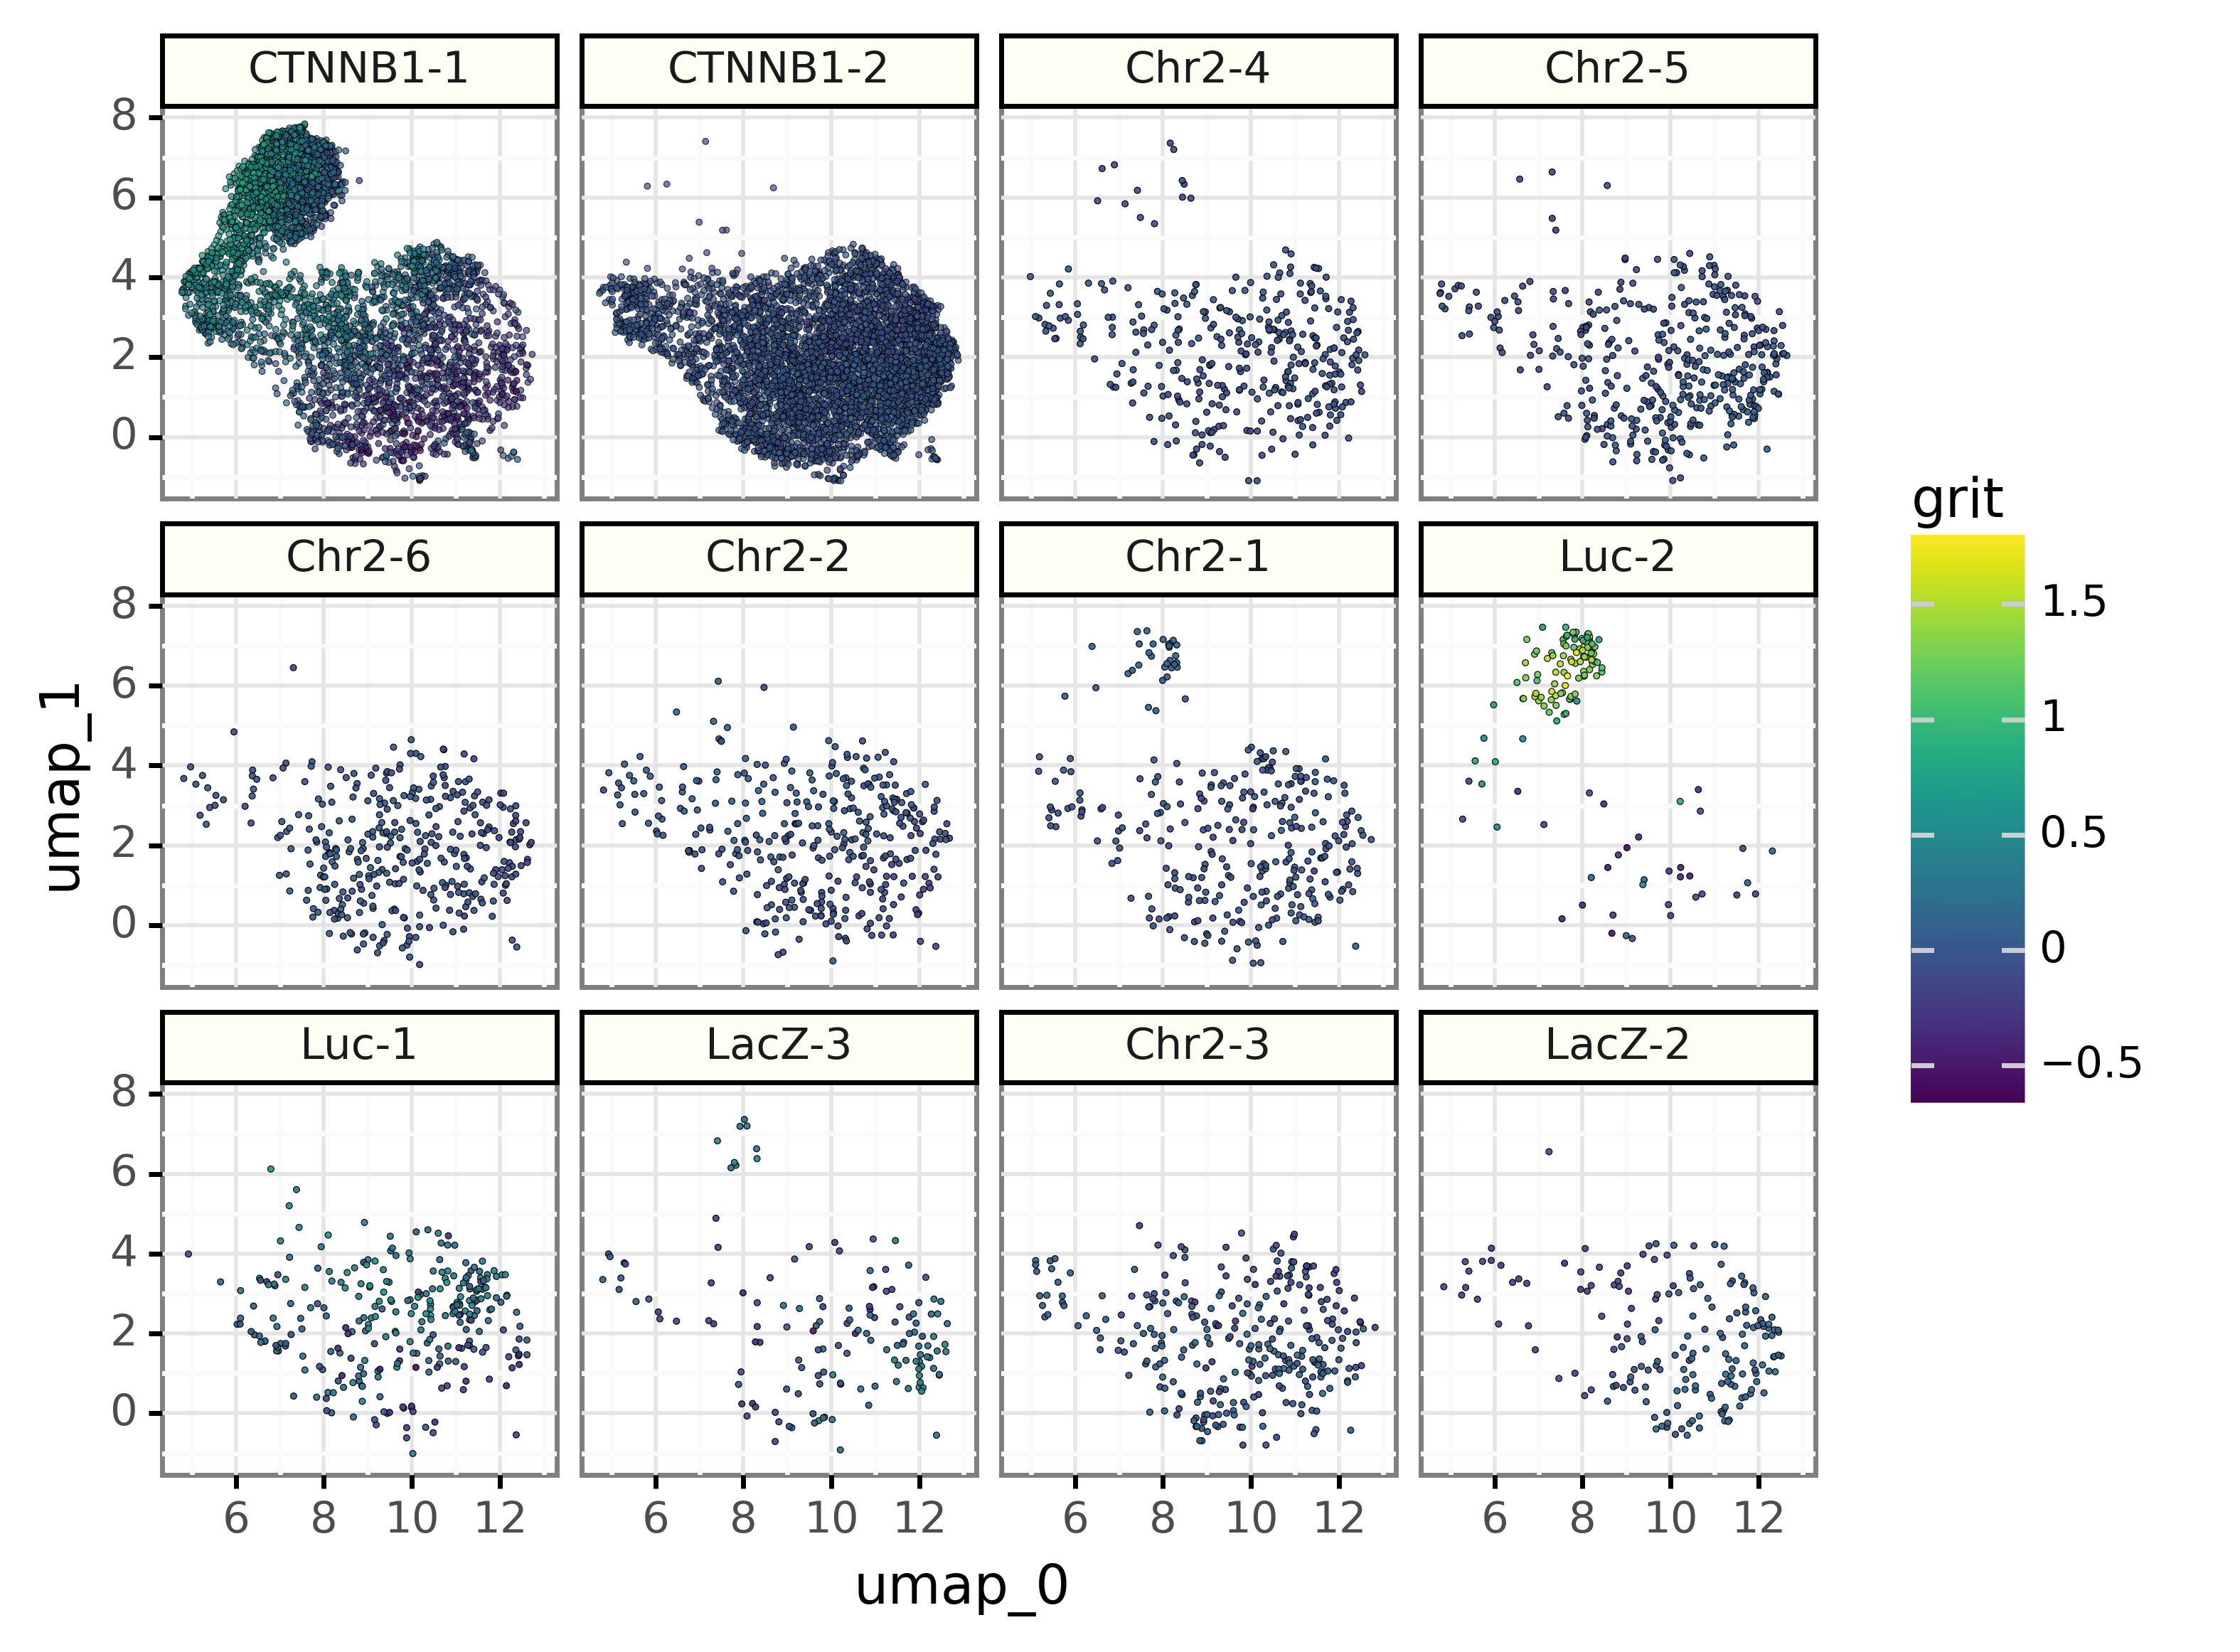 CTNNB1-1 CTNNB1-2 Chr2-4 Chr2-5
8
6
4
2
0
Chr2-6 Chr2-2 Chr2-1 Luc-2
8
6
4
2
0
Luc-1 LacZ-3 Chr2-3 LacZ-2
8
6
4
2
0
6 8 10 12 6 8 10 12 6 8 10 12 6 8 10 12
umap_0
umap_1
grit
1.5
1
0.5
0
−0.5